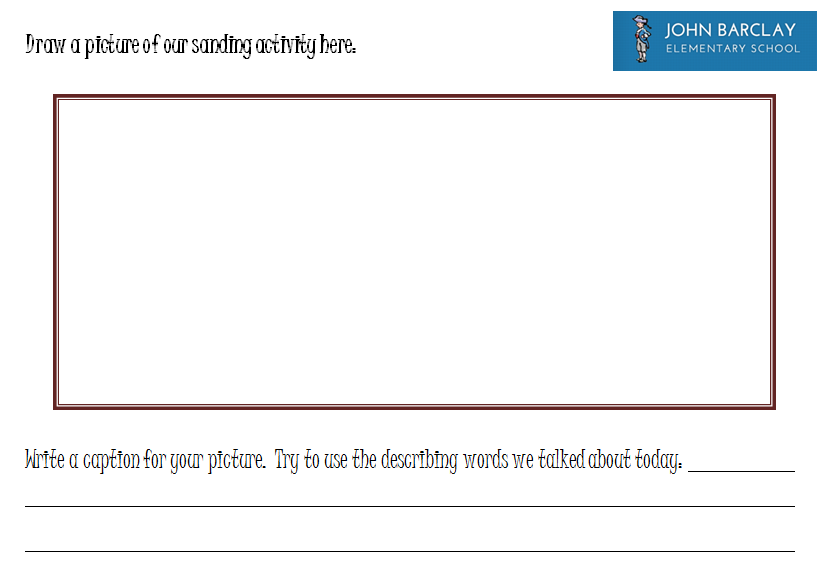 Draw a picture of our sanding activity here:
JOHN BARCLAY
ELEMENTARY SCHOOL
Write a caption for your picture. Try to use the describing words we talked about today: